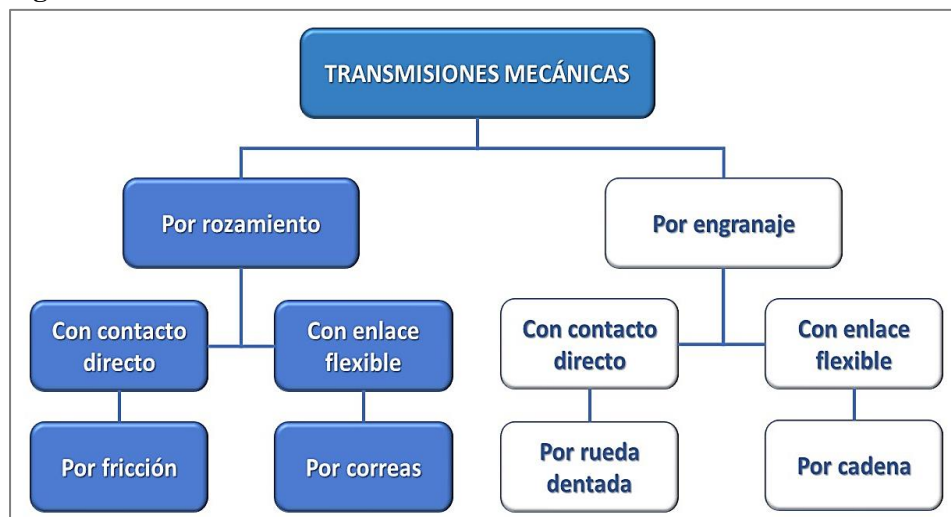 TRANSMISIONES MECÁNICAS
Por rozamiento
Por engranaje
Con contacto
directo
Con enlace
flexible
Con contacto
directo
Con enlace
flexible
Por fricción
Por correas
Por rueda
dentada
Por cadena